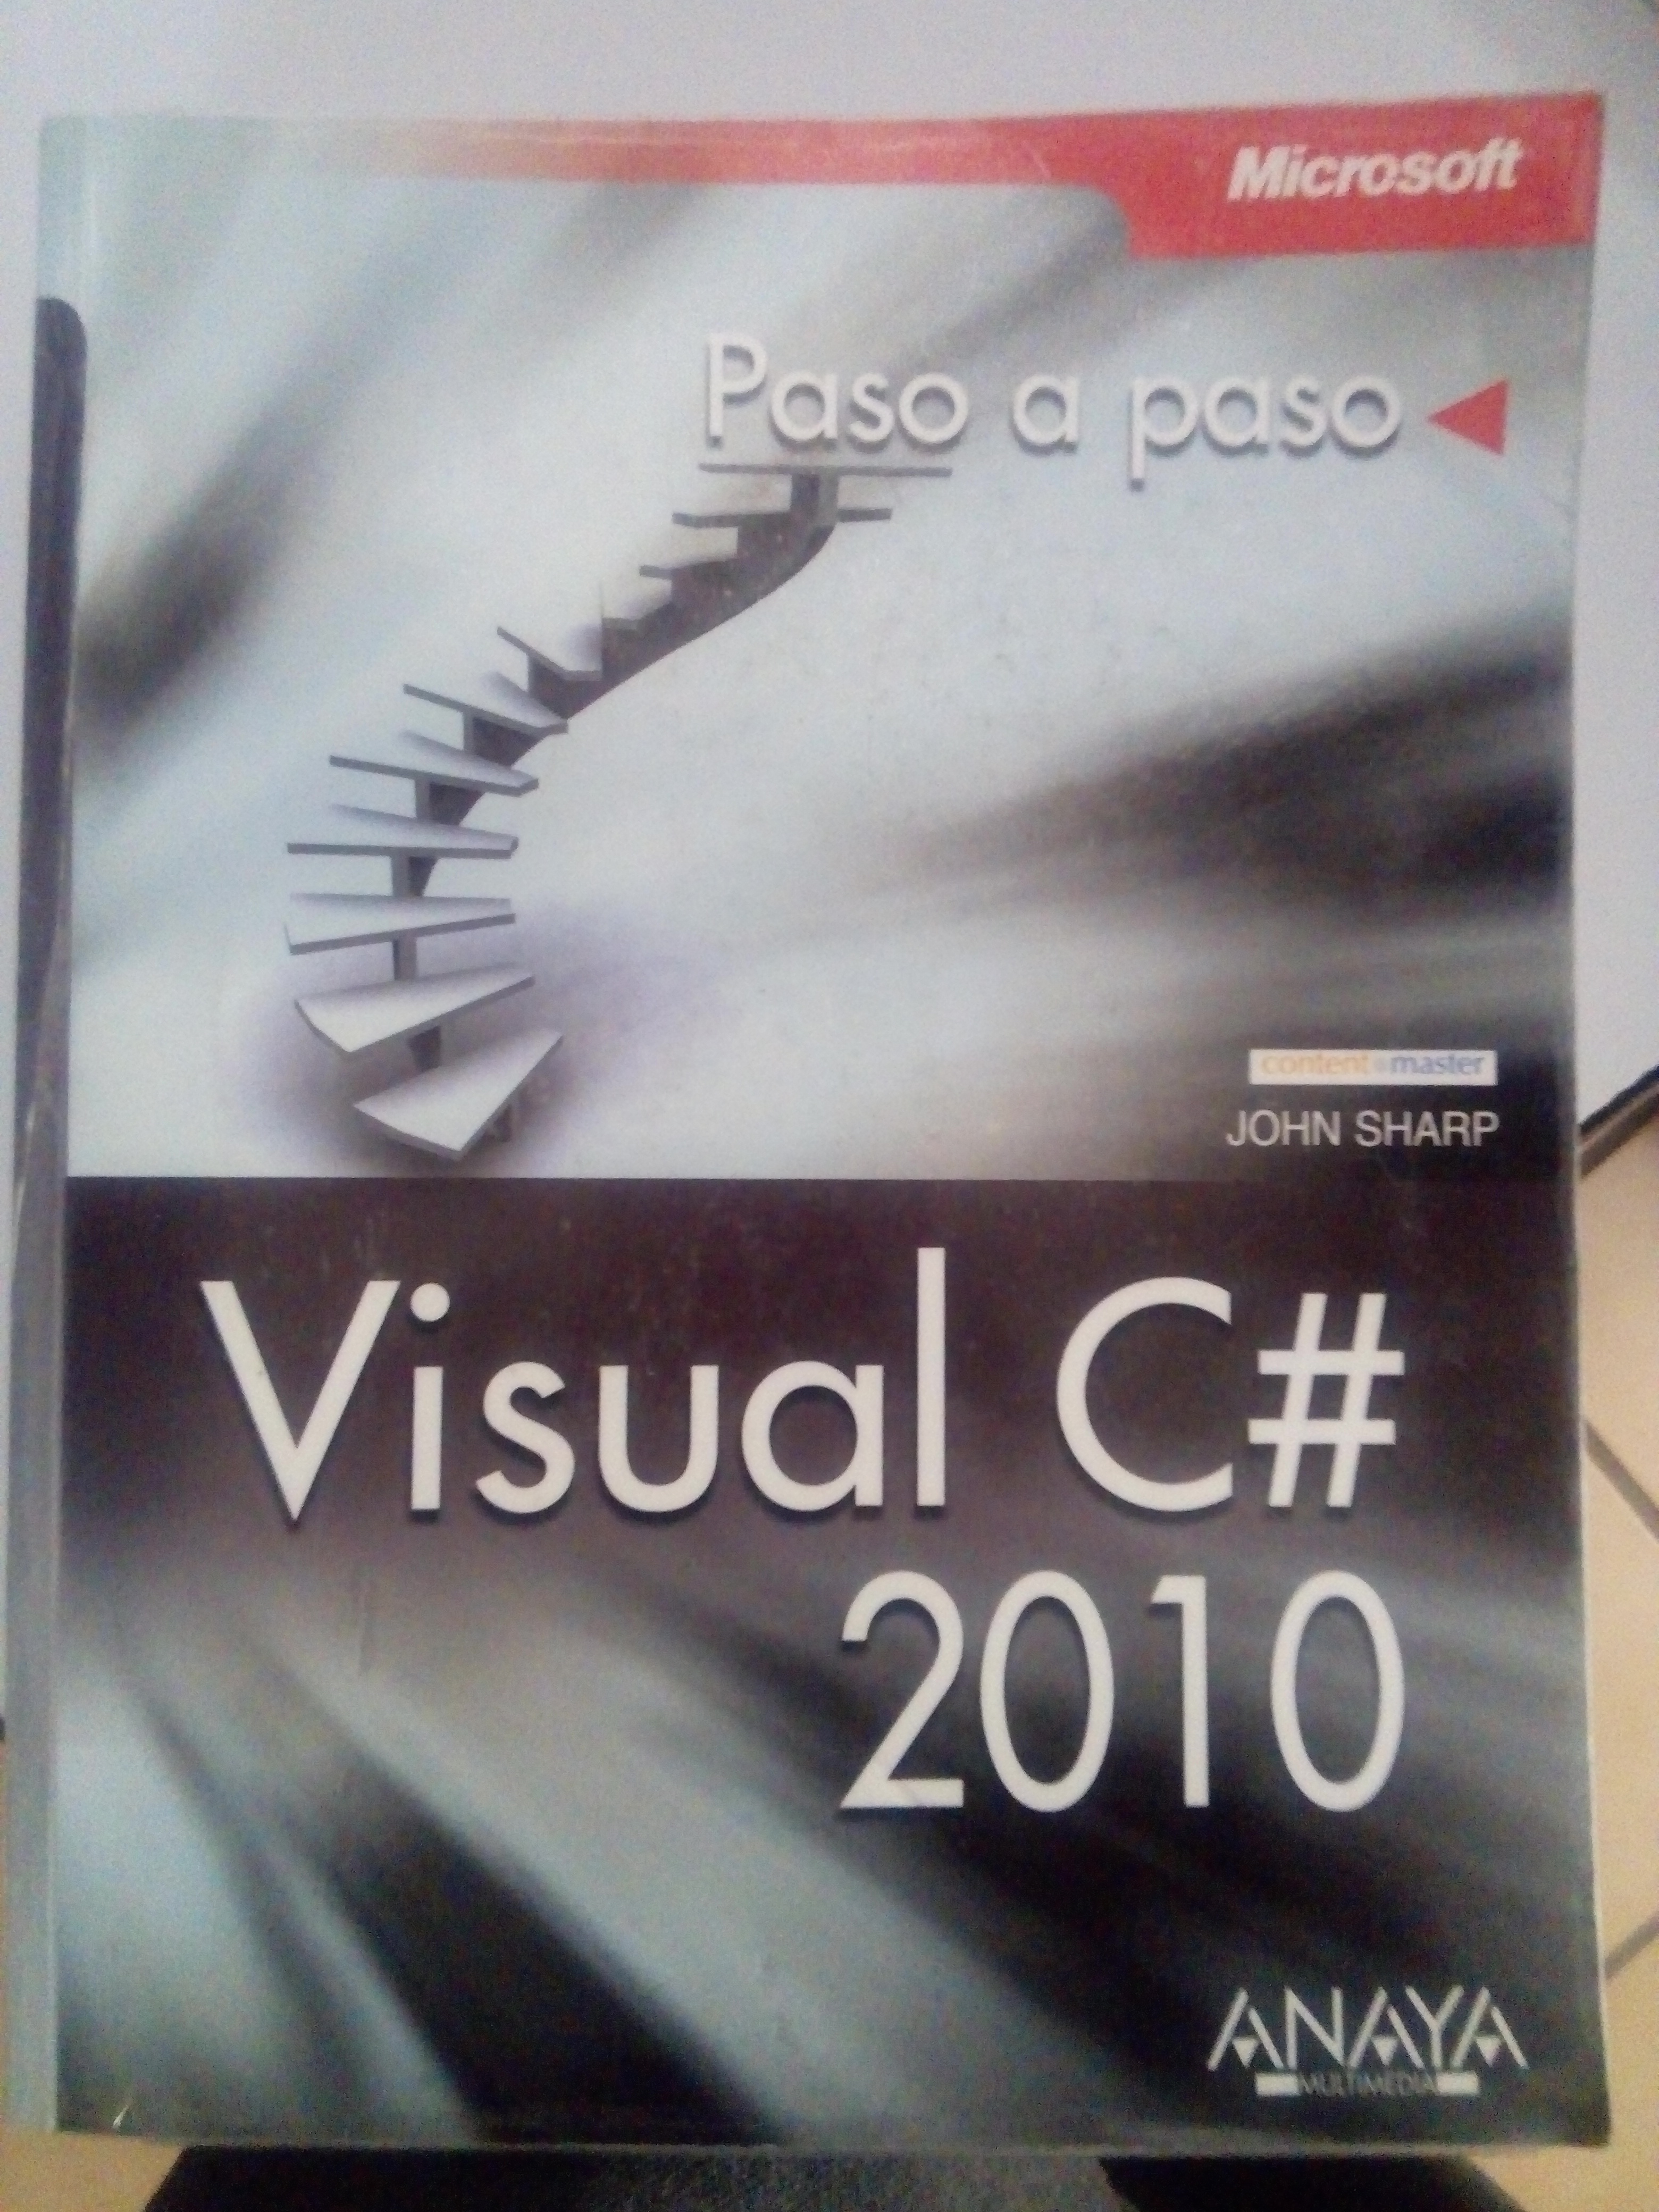 Microsoft
Paso a paso
content master
JOHN SHARP
Visual C#
2010
ANAYA
MULTIMEDIA